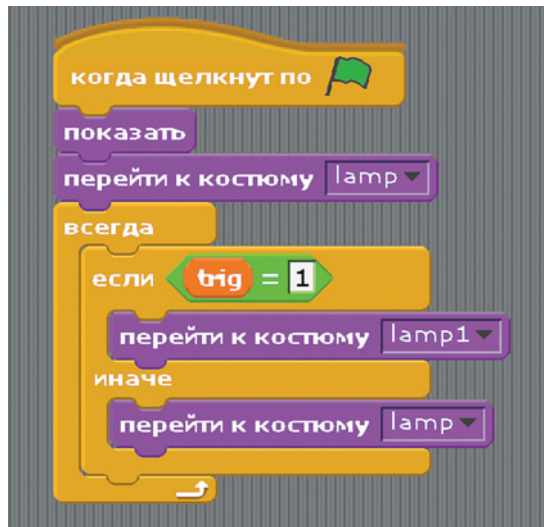 когда щелкнут по
показать
перейти к костюму lamp
всегда
если trig = 1
перейти к костюму lamp1
иначе
перейти к костюму lamp